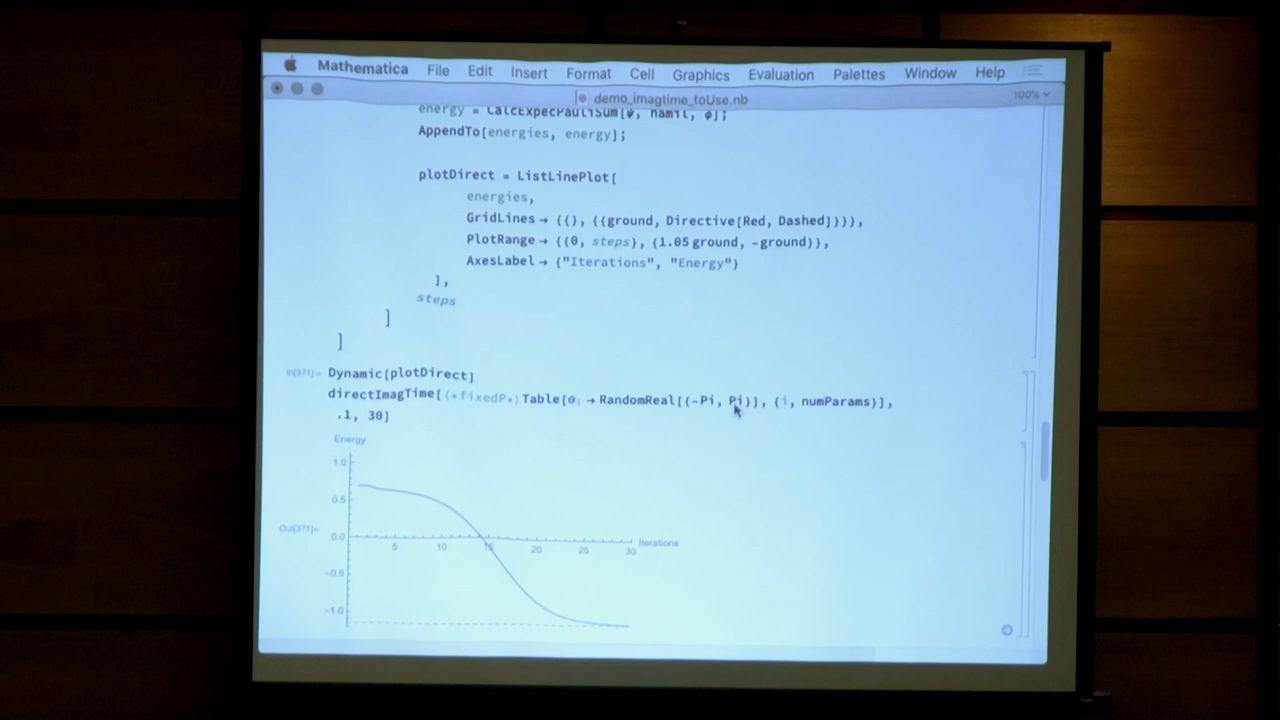 Mathematica File Edit Insert Format Cell Graphics Evaluation Palettes Window Help
demo_imagtime_toUse.nb 100%
energy = CalcExpecPauliSum[ψ, hamil, ϕ];
AppendTo[energies, energy];
plotDirect = ListLinePlot[
energies,
GridLines → {{}, {{ground, Directive[Red, Dashed]}}},
PlotRange → {{0, steps}, {1.05 ground, -ground}},
AxesLabel → {"Iterations", "Energy"}
],
steps
]
]
In[371]:= Dynamic[plotDirect]
directImagTime[(*fixedP*)Table[θᵢ → RandomReal[{-Pi, Pi}], {i, numParams}],
.1, 30]
Energy
1.0
0.5
Out[371]=
0.0
5 10 15 20 25 30 Iterations
-0.5
-1.0